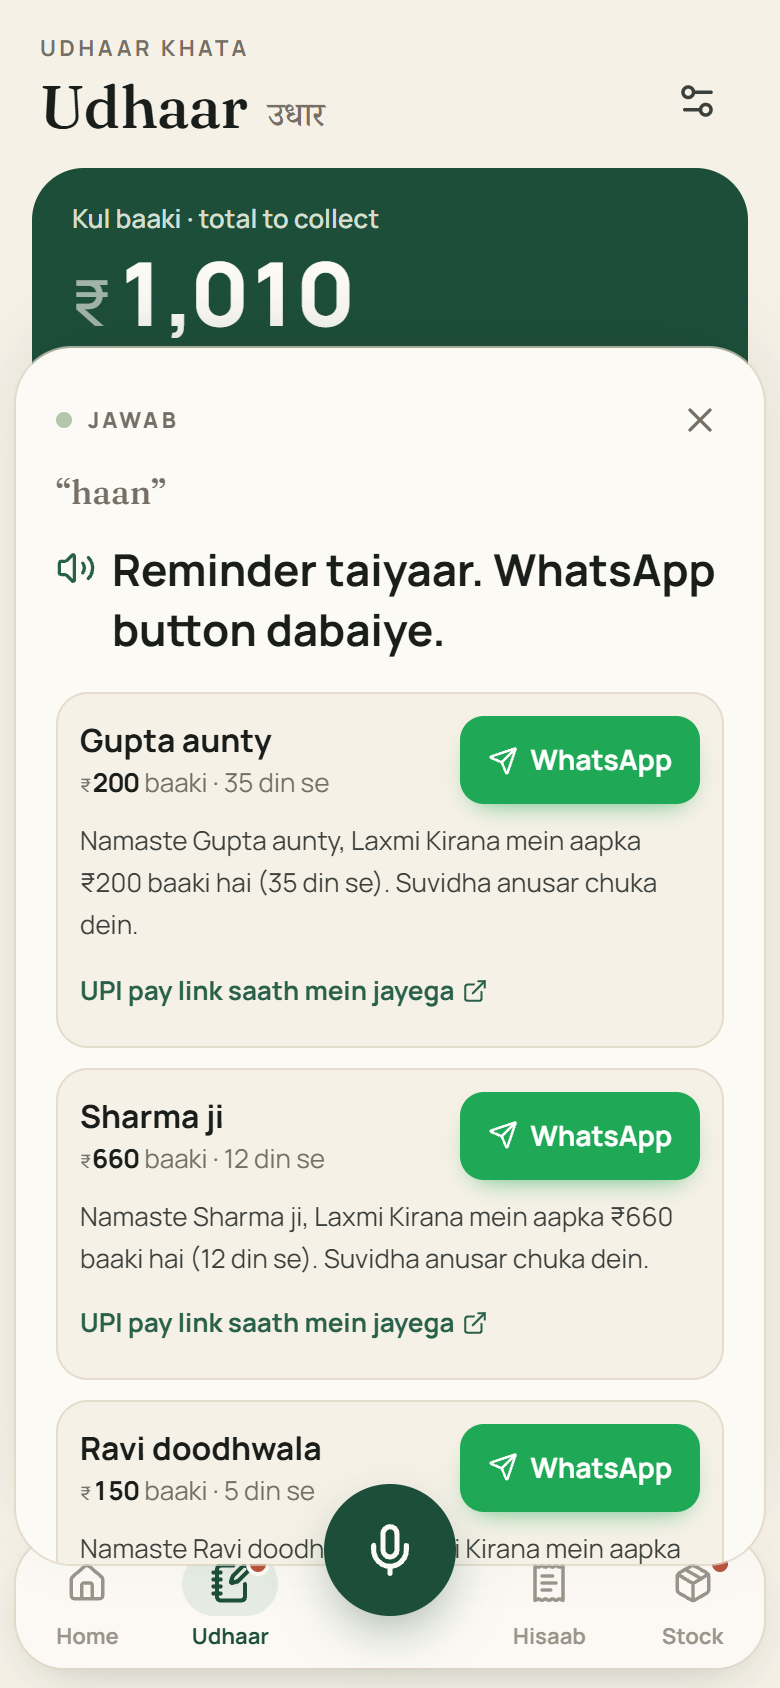 UDHAAR KHATA
Udhaar उधार
Kul baaki · total to collect
₹1,010
JAWAB
“haan”
Reminder taiyaar. WhatsApp
button dabaiye.
Gupta aunty
WhatsApp
₹200 baaki · 35 din se
Namaste Gupta aunty, Laxmi Kirana mein aapka
₹200 baaki hai (35 din se). Suvidha anusar chuka
dein.
UPI pay link saath mein jayega
Sharma ji
WhatsApp
₹660 baaki · 12 din se
Namaste Sharma ji, Laxmi Kirana mein aapka ₹660
baaki hai (12 din se). Suvidha anusar chuka dein.
UPI pay link saath mein jayega
Ravi doodhwala
WhatsApp
₹150 baaki · 5 din se
Namaste Ravi Kirana mein aapka
Home
Udhaar
Hisaab
Stock